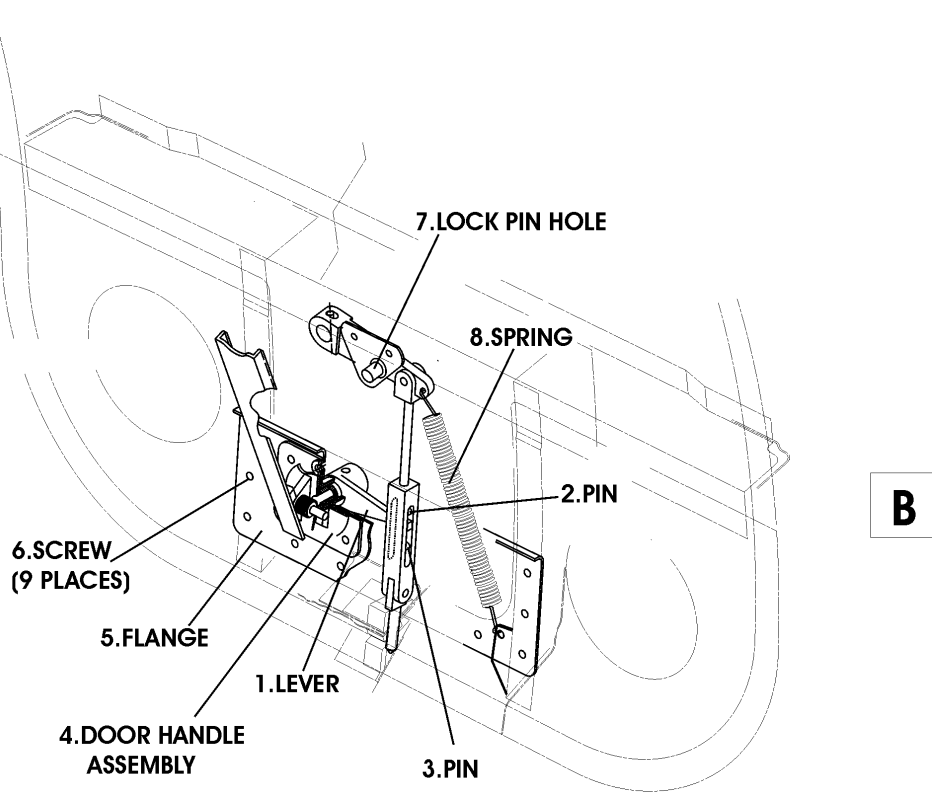 7.LOCK PIN HOLE
8.SPRING
2.PIN
B
6.SCREW
(9 PLACES)
5.FLANGE
1.LEVER
4.DOOR HANDLE
ASSEMBLY
3.PIN